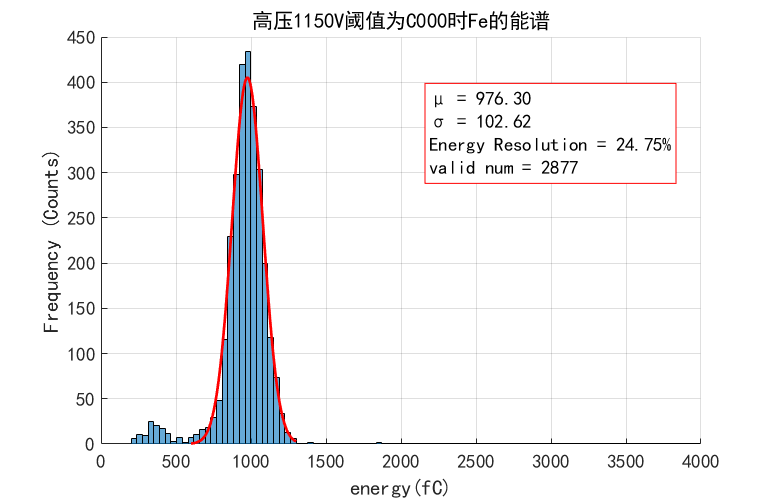 高压1150V阈值为C000时Fe的能谱
450
400
350
300
250
200
150
100
50
0
Frequency (Counts)
μ = 976.30
σ = 102.62
Energy Resolution = 24.75%
valid num = 2877
0 500 1000 1500 2000 2500 3000 3500 4000
energy(fC)